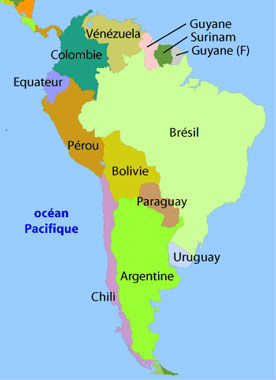 Guyane
Vénézuela
Surinam
Guyane (F)
Colombie
Equateur
Brésil
Pérou
Bolivie
Paraguay
océan
Pacifique
Uruguay
Argentine
Chili